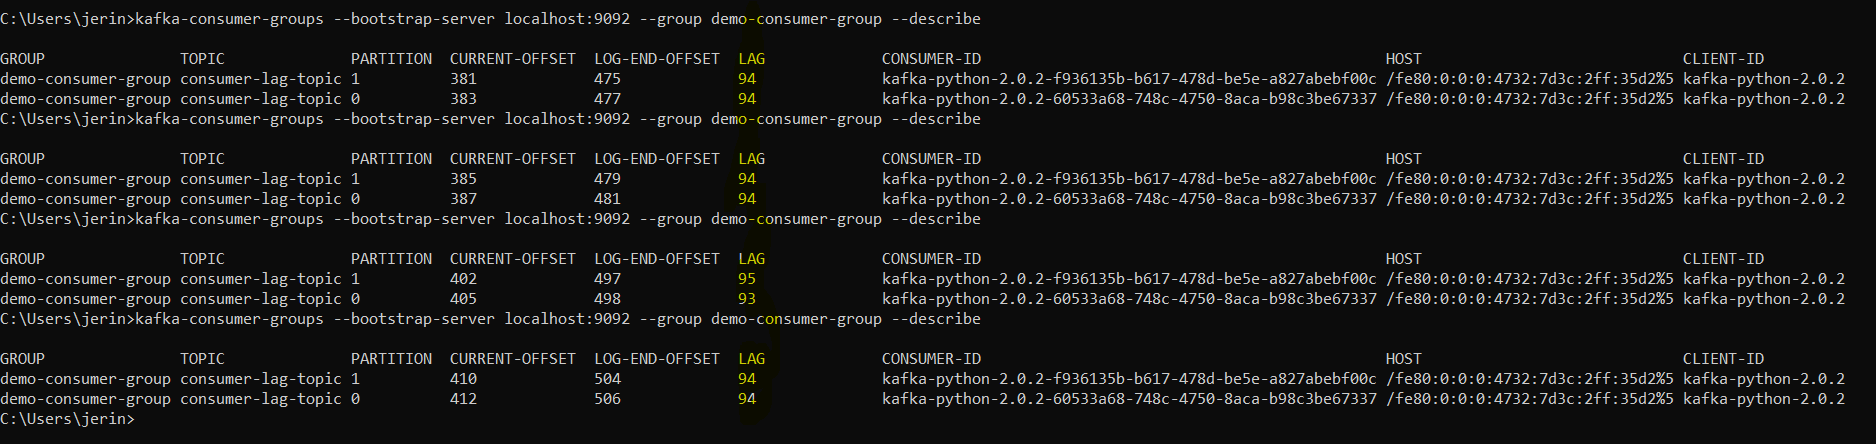 C:\Users\jerin>kafka-consumer-groups --bootstrap-server localhost:9092 --group demo-consumer-group --describe
GROUP TOPIC PARTITION CURRENT-OFFSET LOG-END-OFFSET LAG CONSUMER-ID HOST CLIENT-ID
demo-consumer-group consumer-lag-topic 1 381 475 94 kafka-python-2.0.2-f936135b-b617-478d-be5e-a827abebf00c /fe80:0:0:0:4732:7d3c:2ff:35d2%5 kafka-python-2.0.2
demo-consumer-group consumer-lag-topic 0 383 477 94 kafka-python-2.0.2-60533a68-748c-4750-8aca-b98c3be67337 /fe80:0:0:0:4732:7d3c:2ff:35d2%5 kafka-python-2.0.2
C:\Users\jerin>kafka-consumer-groups --bootstrap-server localhost:9092 --group demo-consumer-group --describe
GROUP TOPIC PARTITION CURRENT-OFFSET LOG-END-OFFSET LAG CONSUMER-ID HOST CLIENT-ID
demo-consumer-group consumer-lag-topic 1 385 479 94 kafka-python-2.0.2-f936135b-b617-478d-be5e-a827abebf00c /fe80:0:0:0:4732:7d3c:2ff:35d2%5 kafka-python-2.0.2
demo-consumer-group consumer-lag-topic 0 387 481 94 kafka-python-2.0.2-60533a68-748c-4750-8aca-b98c3be67337 /fe80:0:0:0:4732:7d3c:2ff:35d2%5 kafka-python-2.0.2
C:\Users\jerin>kafka-consumer-groups --bootstrap-server localhost:9092 --group demo-consumer-group --describe
GROUP TOPIC PARTITION CURRENT-OFFSET LOG-END-OFFSET LAG CONSUMER-ID HOST CLIENT-ID
demo-consumer-group consumer-lag-topic 1 402 497 95 kafka-python-2.0.2-f936135b-b617-478d-be5e-a827abebf00c /fe80:0:0:0:4732:7d3c:2ff:35d2%5 kafka-python-2.0.2
demo-consumer-group consumer-lag-topic 0 405 498 93 kafka-python-2.0.2-60533a68-748c-4750-8aca-b98c3be67337 /fe80:0:0:0:4732:7d3c:2ff:35d2%5 kafka-python-2.0.2
C:\Users\jerin>kafka-consumer-groups --bootstrap-server localhost:9092 --group demo-consumer-group --describe
GROUP TOPIC PARTITION CURRENT-OFFSET LOG-END-OFFSET LAG CONSUMER-ID HOST CLIENT-ID
demo-consumer-group consumer-lag-topic 1 410 504 94 kafka-python-2.0.2-f936135b-b617-478d-be5e-a827abebf00c /fe80:0:0:0:4732:7d3c:2ff:35d2%5 kafka-python-2.0.2
demo-consumer-group consumer-lag-topic 0 412 506 94 kafka-python-2.0.2-60533a68-748c-4750-8aca-b98c3be67337 /fe80:0:0:0:4732:7d3c:2ff:35d2%5 kafka-python-2.0.2
C:\Users\jerin>